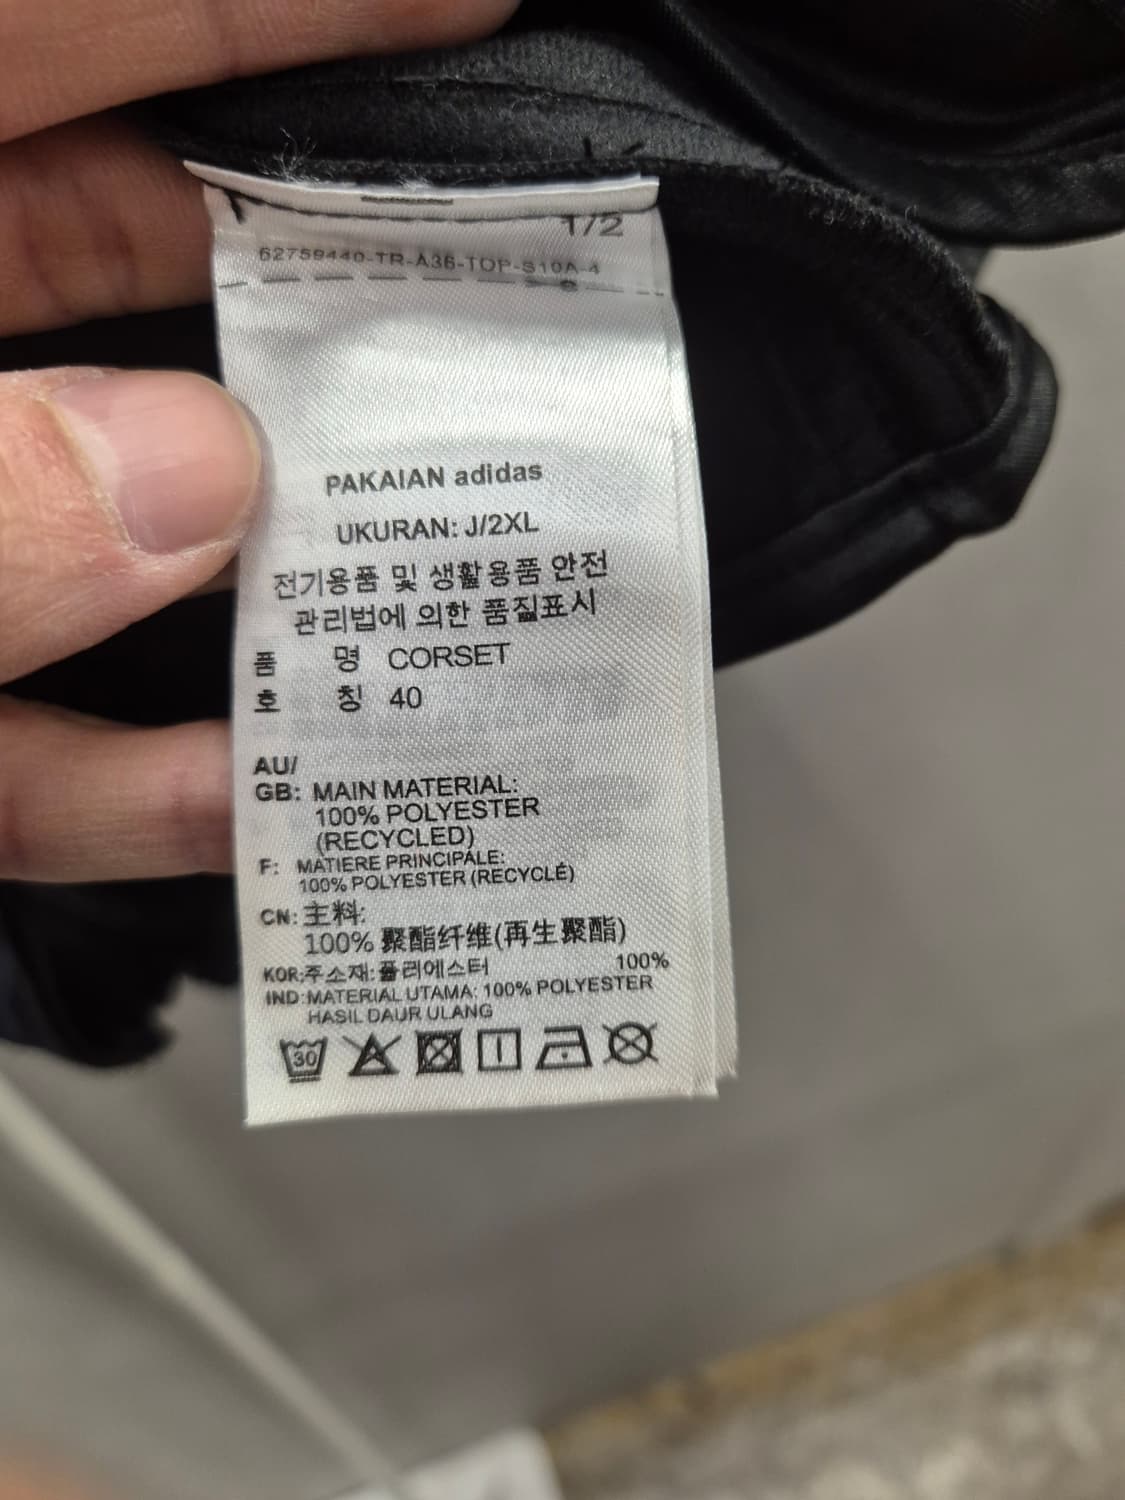 1/2
62759440-TR-A36-TOP-S10A-4
PAKAIAN adidas
UKURAN: J/2XL
전기용품 및 생활용품 안전
관리법에 의한 품질표시
품 명 CORSET
호 칭 40
AU/
GB: MAIN MATERIAL:
100% POLYESTER
(RECYCLED)
F: MATIERE PRINCIPALE:
100% POLYESTER (RECYCLÉ)
CN: 主料:
100% 聚酯纤维(再生聚酯)
KOR:주소재: 폴리에스터 100%
IND:MATERIAL UTAMA: 100% POLYESTER
HASIL DAUR ULANG
30